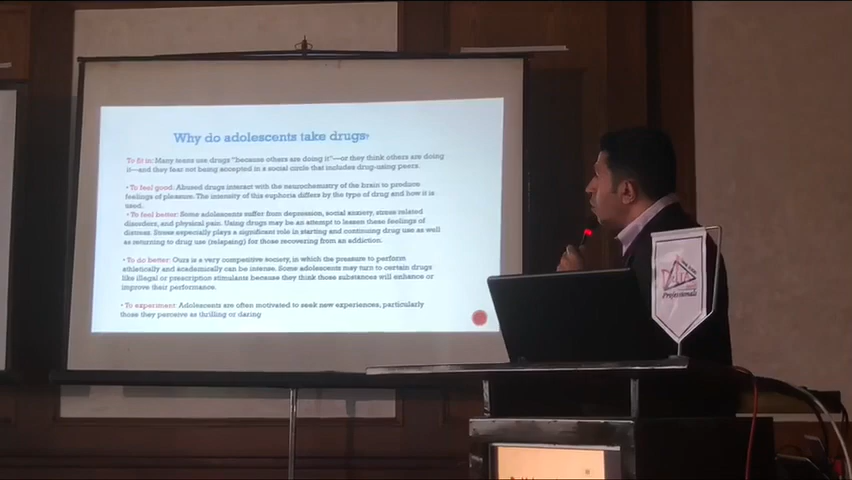 Why do adolescents take drugs?
To fit in: Many teens use drugs "because others are doing it"—or they think others are doing
it—and they fear not being accepted in a social circle that includes drug-using peers.
• To feel good: Abused drugs interact with the neurochemistry of the brain to produce
feelings of pleasure. The intensity of this euphoria differs by the type of drug and how it is
used.
• To feel better: Some adolescents suffer from depression, social anxiety, stress-related
disorders, and physical pain. Using drugs may be an attempt to lessen these feelings of
distress. Stress especially plays a significant role in starting and continuing drug use as well
as returning to drug use (relapsing) for those recovering from an addiction.
• To do better: Ours is a very competitive society, in which the pressure to perform
athletically and academically can be intense. Some adolescents may turn to certain drugs
like illegal or prescription stimulants because they think those substances will enhance or
improve their performance.
• To experiment: Adolescents are often motivated to seek new experiences, particularly
those they perceive as thrilling or daring
Professionals